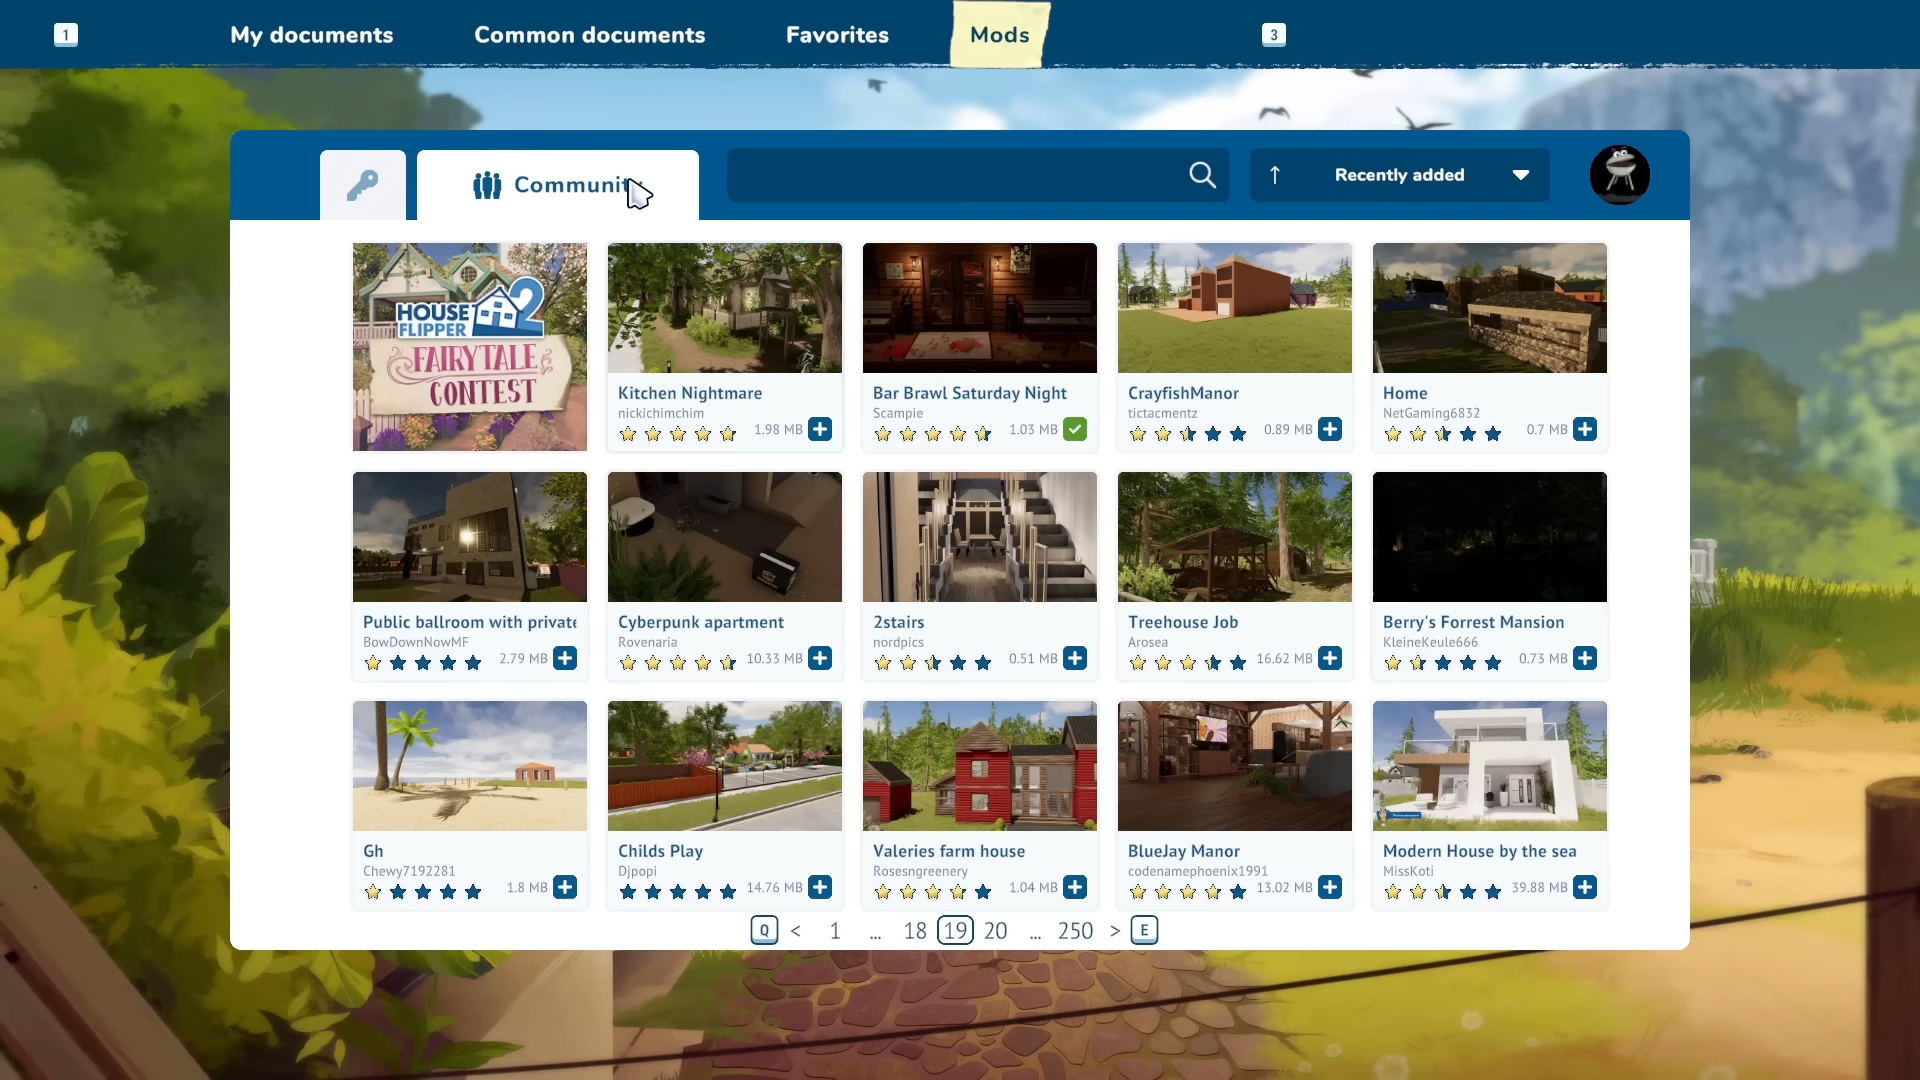 1
My documents
Common documents
Favorites
Mods
3
Communit
Recently added
HOUSE
FLIPPER 2
FAIRYTALE
CONTEST
Kitchen Nightmare
nickichimchim
1.98 MB
Bar Brawl Saturday Night
Scampie
1.03 MB
CrayfishManor
tictacmentz
0.89 MB
Home
NetGaming6832
0.7 MB
Public ballroom with private
BowDownNowMF
2.79 MB
Cyberpunk apartment
Rovenaria
10.33 MB
2stairs
nordpics
0.51 MB
Treehouse Job
Arosea
16.62 MB
Berry's Forrest Mansion
KleineKeule666
0.73 MB
Gh
Chewy7192281
1.8 MB
Childs Play
Djpopi
14.76 MB
Valeries farm house
Rosesngreenery
1.04 MB
BlueJay Manor
codenamephoenix1991
13.02 MB
Modern House by the sea
MissKoti
39.88 MB
Q < 1 ... 18 19 20 ... 250 > E